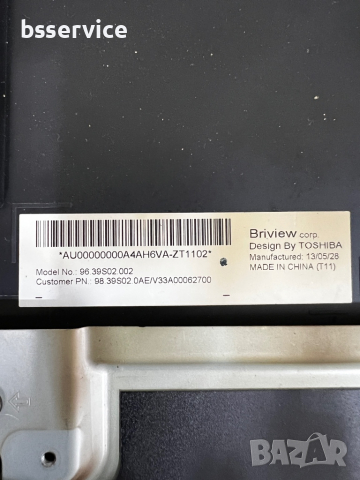 bsservice
*AU00000000A4AH6VA-ZT1102*
Model No.: 96.39S02.002
Customer PN.: 98.39S02.0AE/V33A00062700
Briview corp.
Design By TOSHIBA
Manufactured: 13/05/28
MADE IN CHINA (T11)
BAZAR